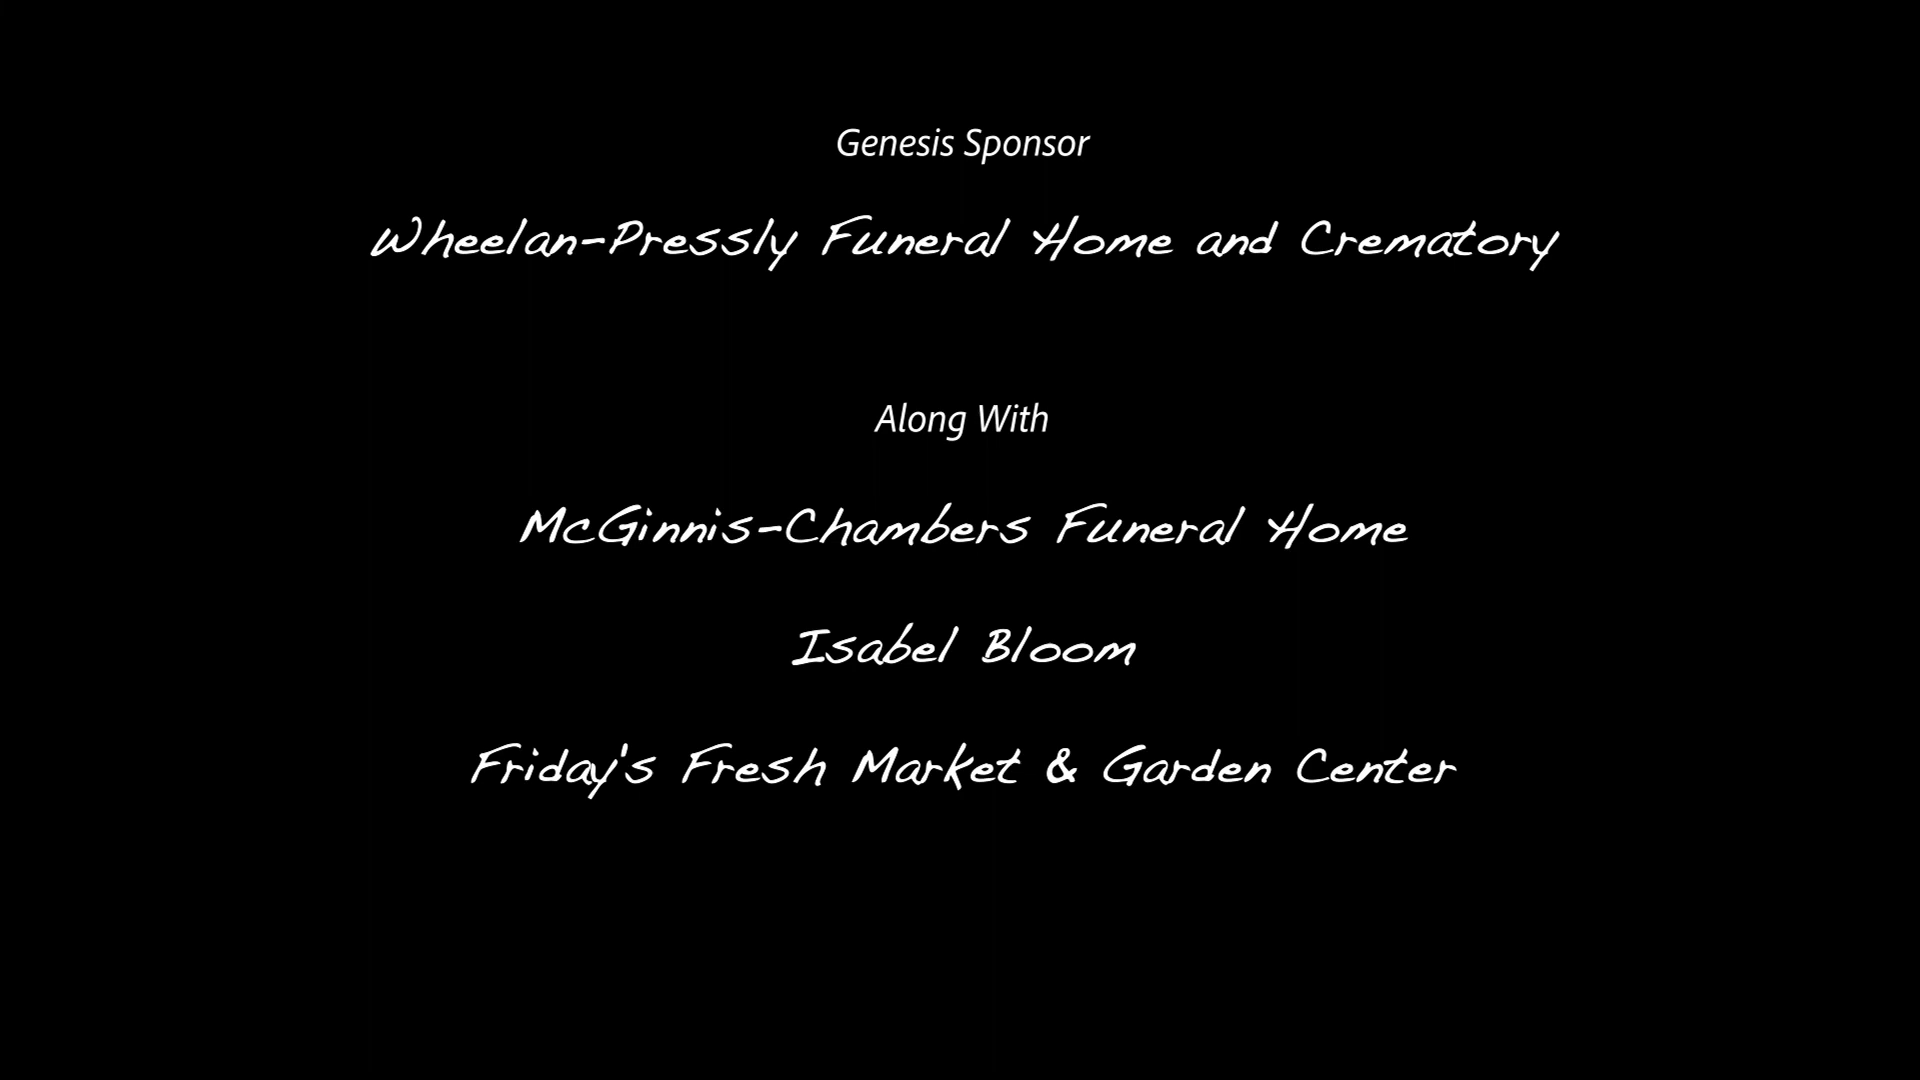 Genesis Sponsor
Wheelan-Pressly Funeral Home and Crematory
Along With
McGinnis-Chambers Funeral Home
Isabel Bloom
Friday's Fresh Market & Garden Center